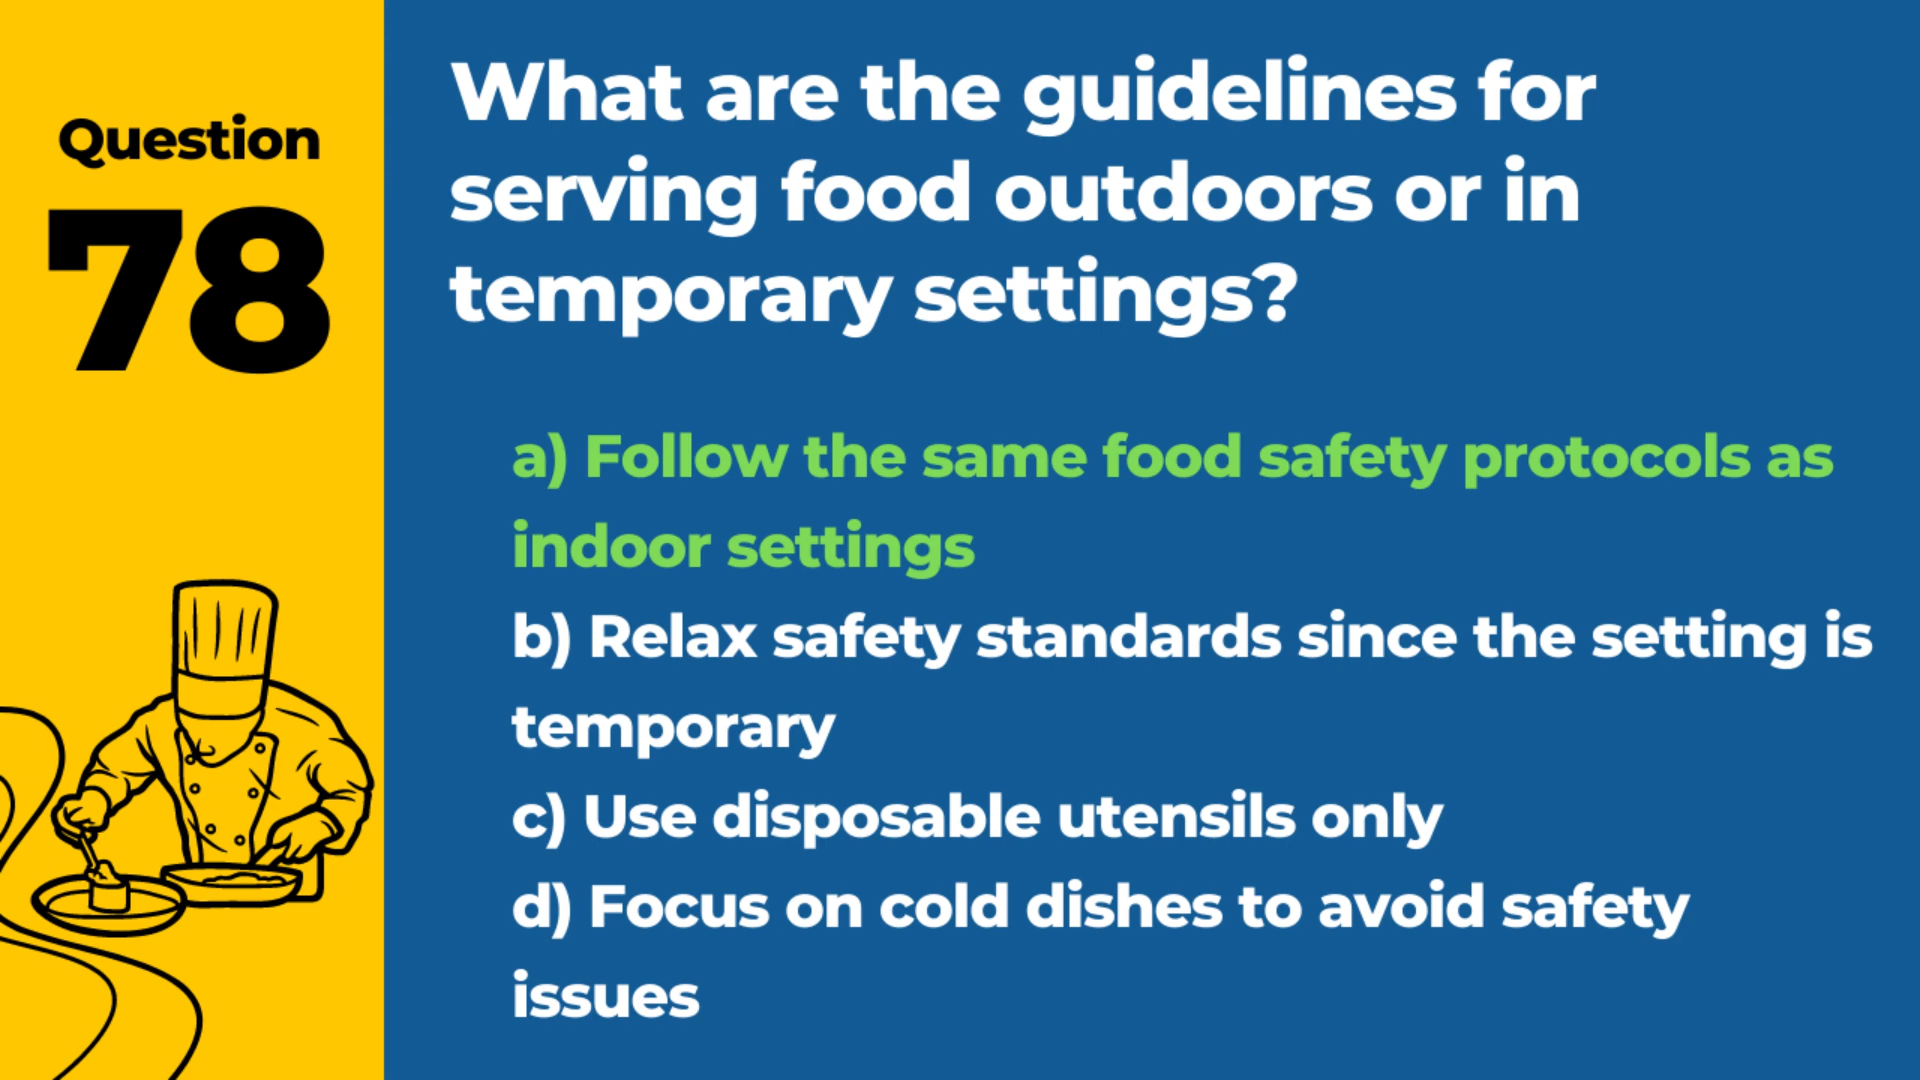 Question
78
What are the guidelines for
serving food outdoors or in
temporary settings?
a) Follow the same food safety protocols as
indoor settings
b) Relax safety standards since the setting is
temporary
c) Use disposable utensils only
d) Focus on cold dishes to avoid safety
issues